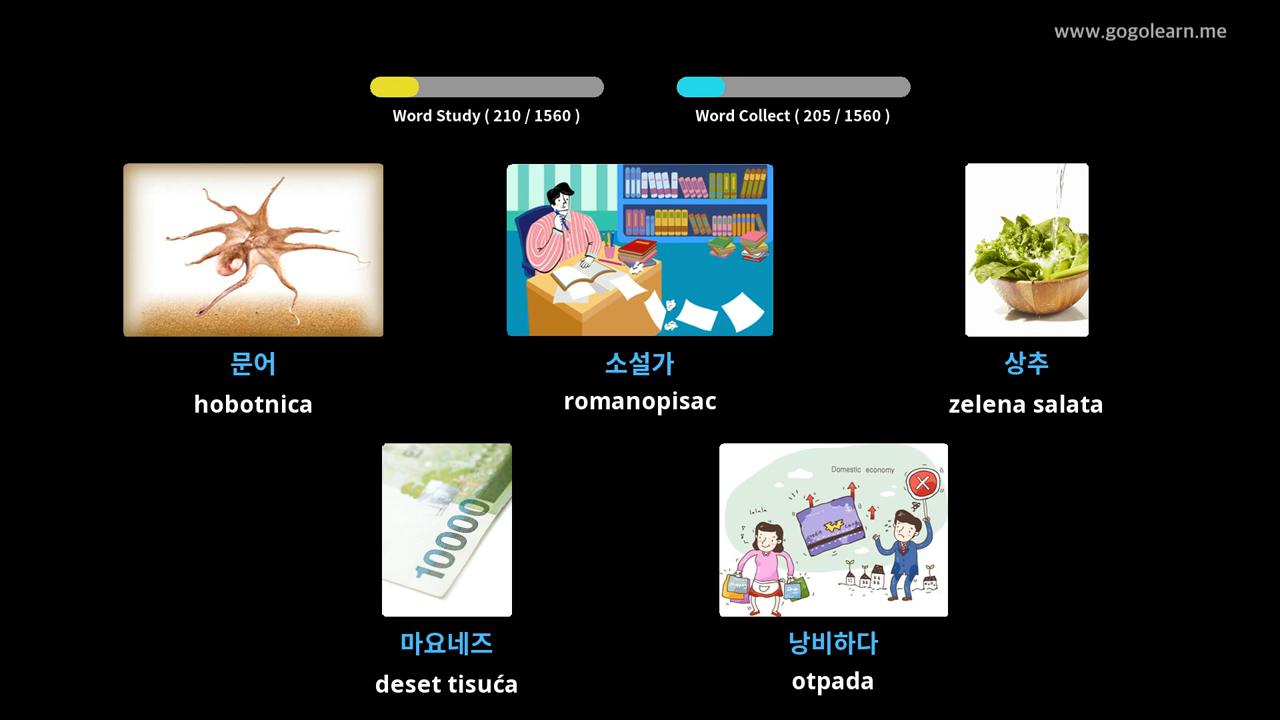 www.gogolearn.me
Word Study ( 210 / 1560 )
Word Collect ( 205 / 1560 )
문어
hobotnica
소설가
romanopisac
상추
zelena salata
10000
마요네즈
deset tisuća
Domestic economy
lalala
낭비하다
otpada